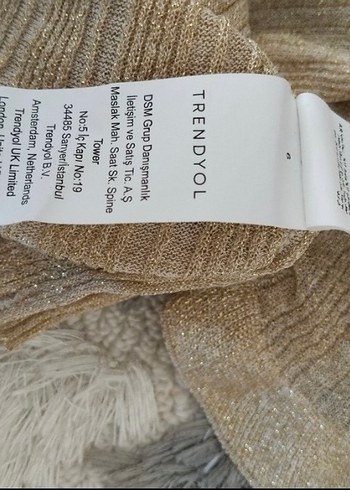 TRENDYOL
DSM Grup Danışmanlık
İletişim ve Satış Tic. A.Ş
Maslak Mah. Saat Sk. Spine
Tower
No:5 İç Kapı No:19
34485 Sarıyer/İstanbul
Trendyol B.V.
Amsterdam, Netherlands
Trendyol UK Limited
London,